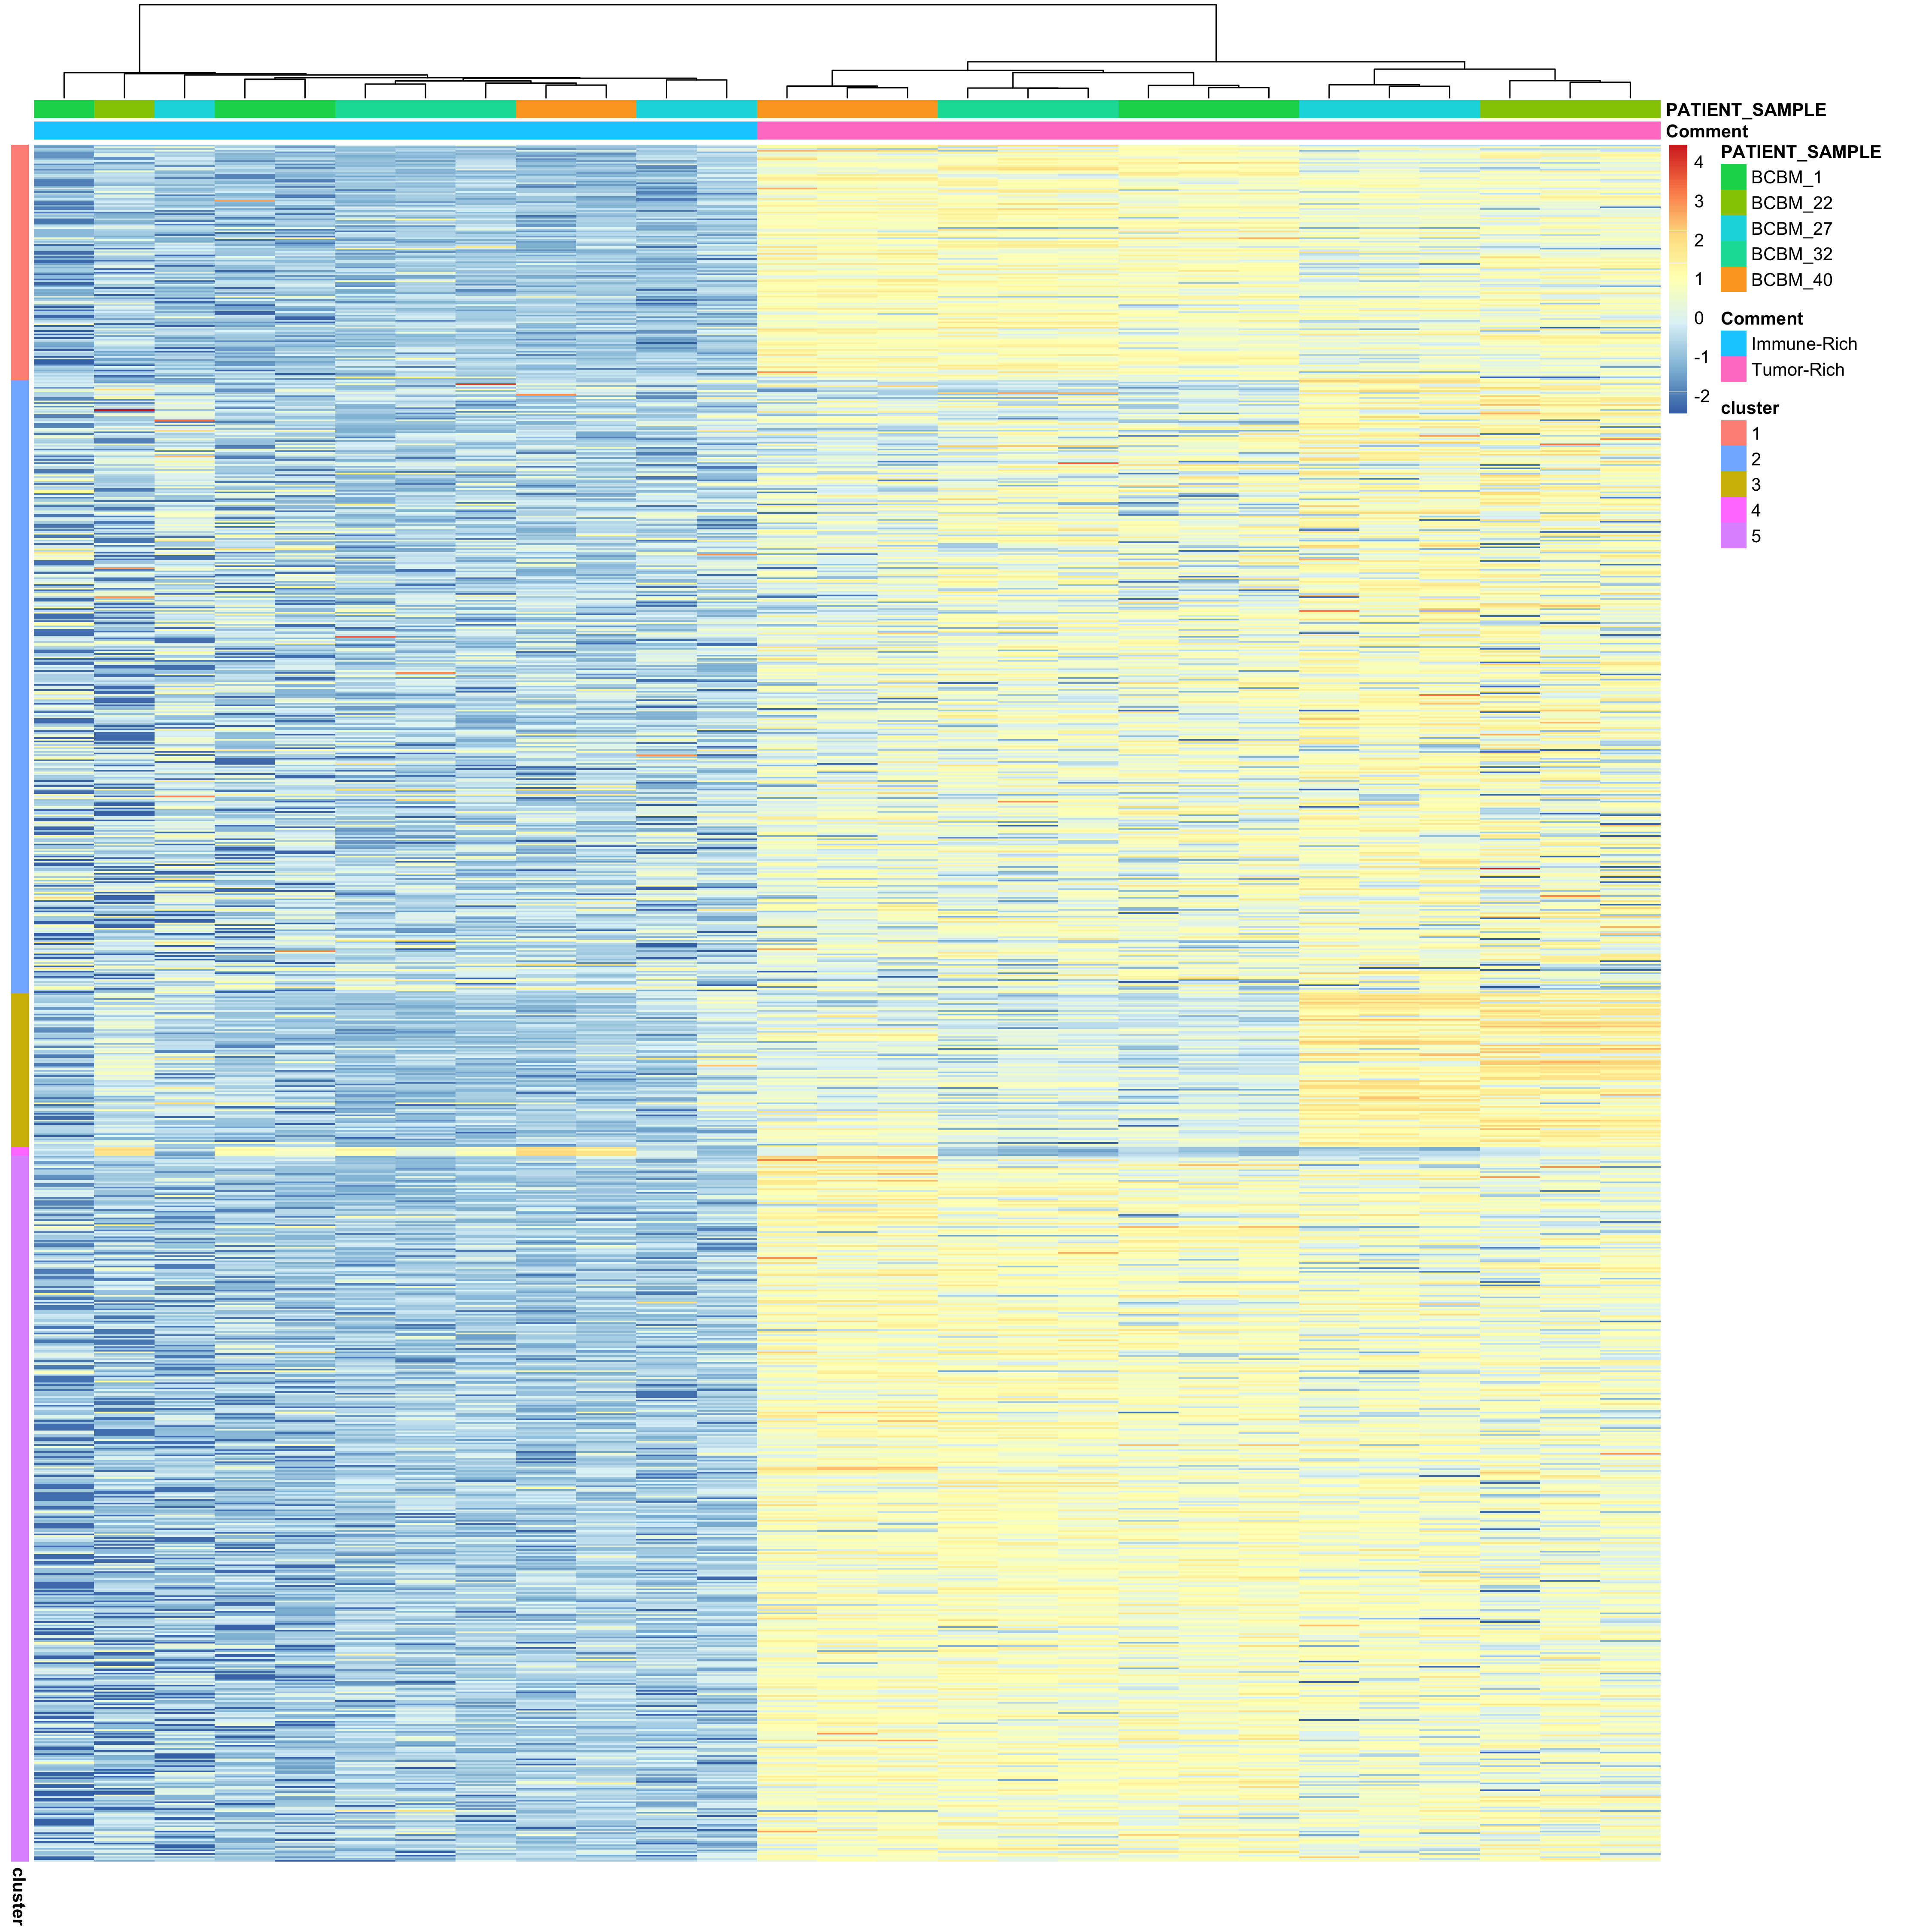 PATIENT_SAMPLE
Comment
4
3
2
1
0
-1
-2
PATIENT_SAMPLE
BCBM_1
BCBM_22
BCBM_27
BCBM_32
BCBM_40
Comment
Immune-Rich
Tumor-Rich
cluster
1
2
3
4
5
cluster